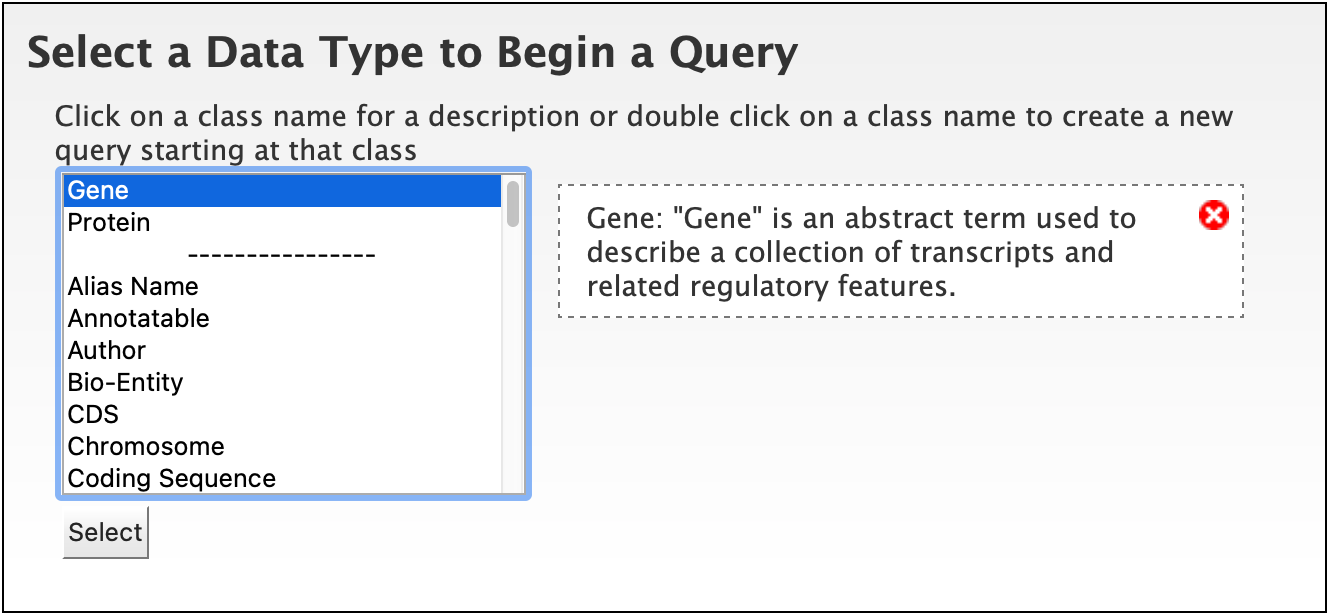 Select a Data Type to Begin a Query
Click on a class name for a description or double click on a class name to create a new
query starting at that class
Gene
Protein
----------------
Alias Name
Annotatable
Author
Bio-Entity
CDS
Chromosome
Coding Sequence
Gene: "Gene" is an abstract term used to
describe a collection of transcripts and
related regulatory features.
Select